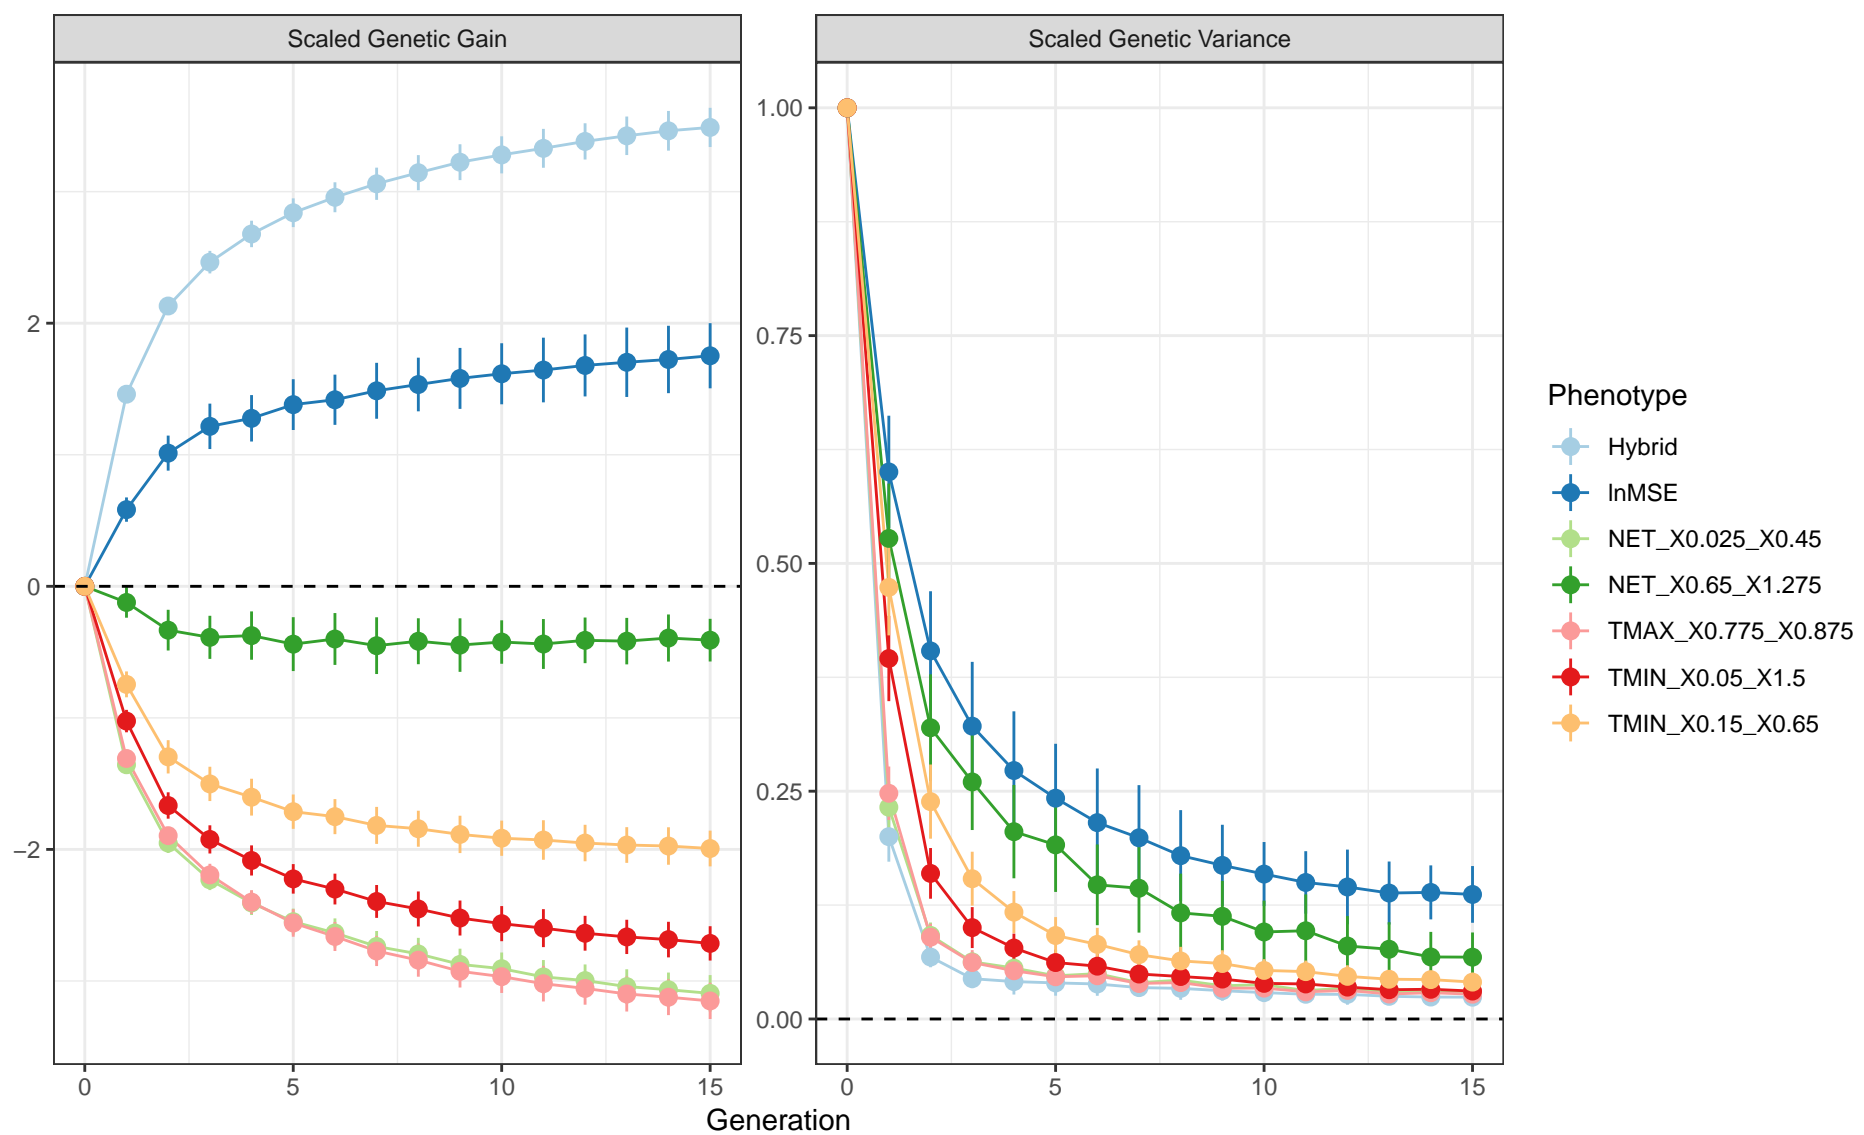 Scaled Genetic Gain
Scaled Genetic Variance
2
0
−2
1.00
0.75
0.50
0.25
0.00
0 5 10 15
0 5 10 15
Generation
Phenotype
Hybrid
lnMSE
NET_X0.025_X0.45
NET_X0.65_X1.275
TMAX_X0.775_X0.875
TMIN_X0.05_X1.5
TMIN_X0.15_X0.65